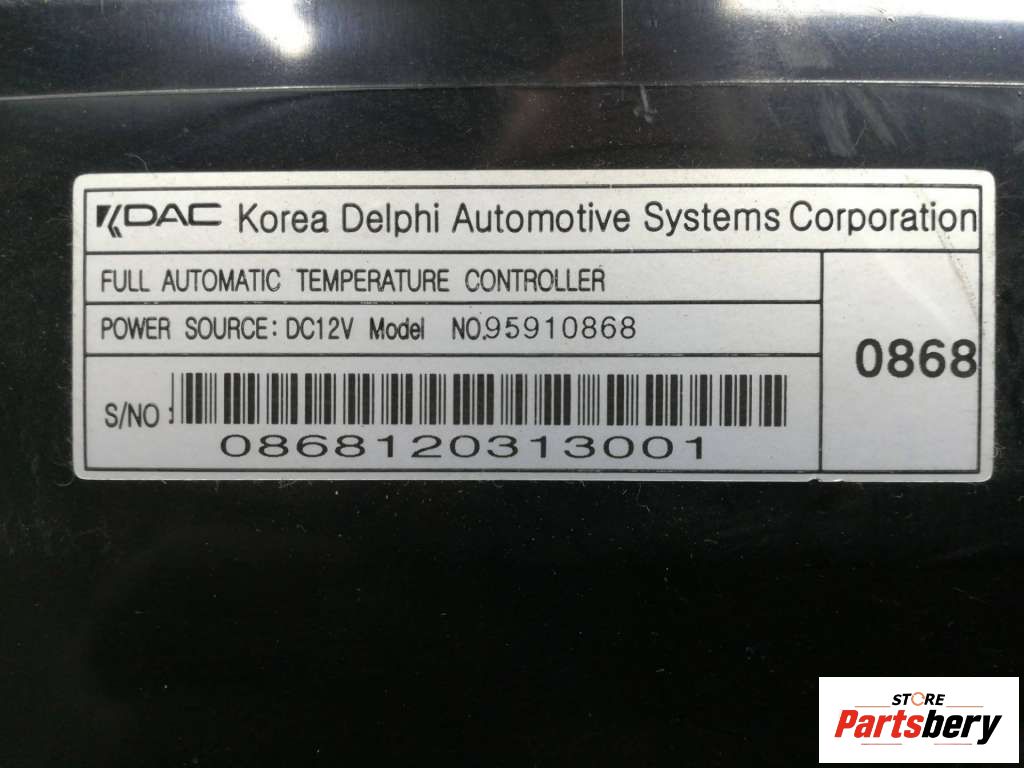 KDAC Korea Delphi Automotive Systems Corporation
FULL AUTOMATIC TEMPERATURE CONTROLLER
POWER SOURCE: DC12V Model NO.95910868
0868
S/NO :
0868120313001
STORE
Partsbery